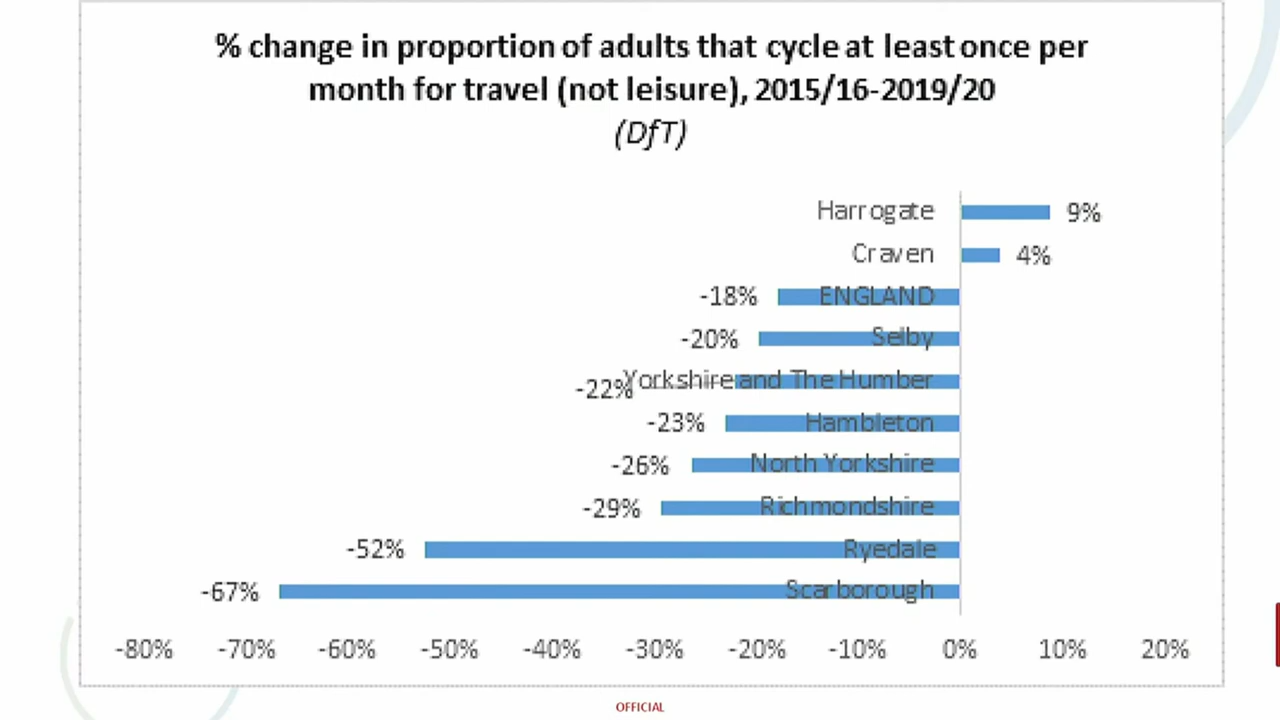 % change in proportion of adults that cycle at least once per
month for travel (not leisure), 2015/16-2019/20
(DfT)
Harrogate 9%
Craven 4%
-18% ENGLAND
-20% Selby
-22% Yorkshire and The Humber
-23% Hambleton
-26% North Yorkshire
-29% Richmondshire
-52% Ryedale
-67% Scarborough
-80% -70% -60% -50% -40% -30% -20% -10% 0% 10% 20%
OFFICIAL